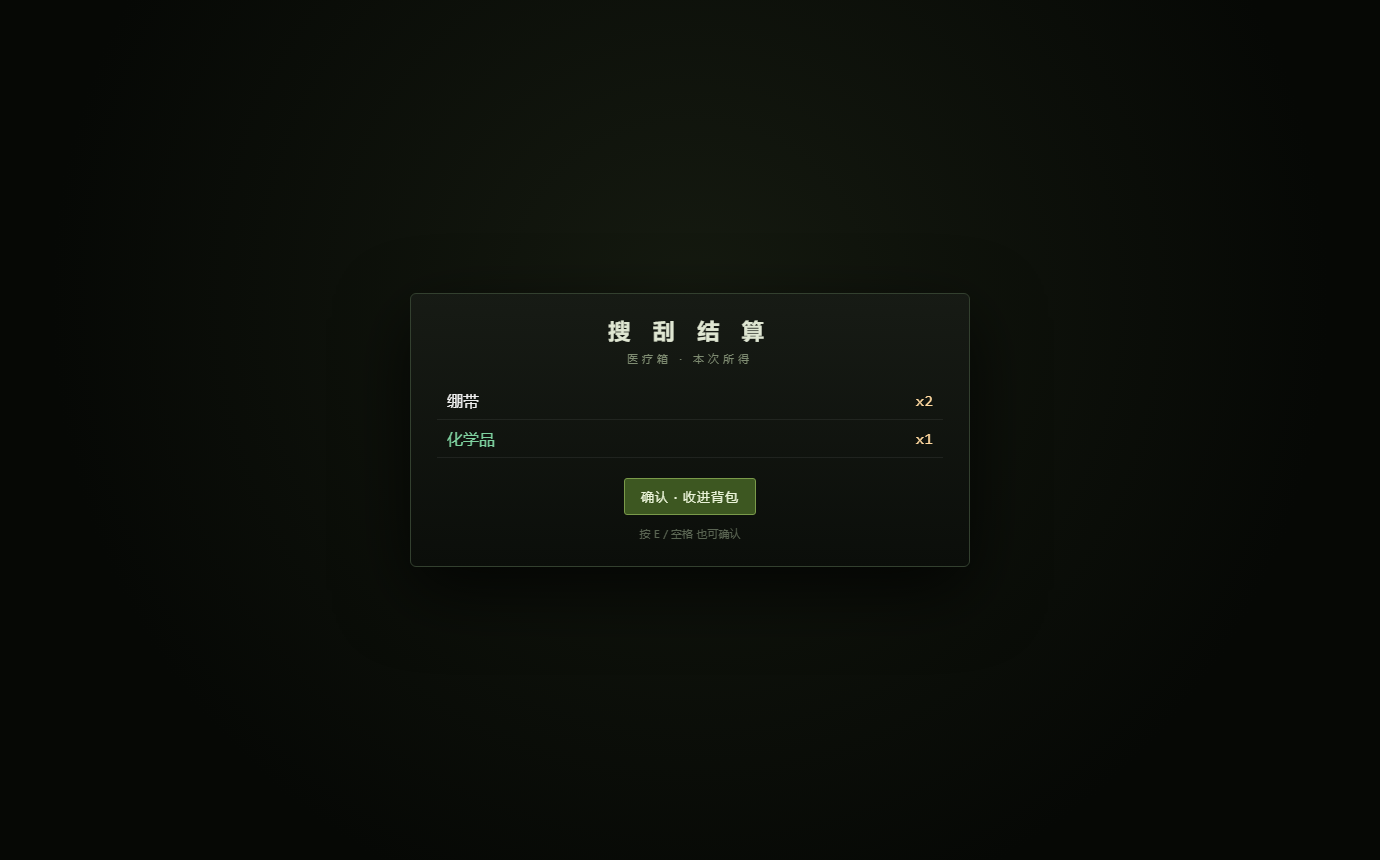 搜刮结算
医疗箱 · 本次所得
绷带 x2
化学品 x1
确认 · 收进背包
按 E / 空格 也可确认